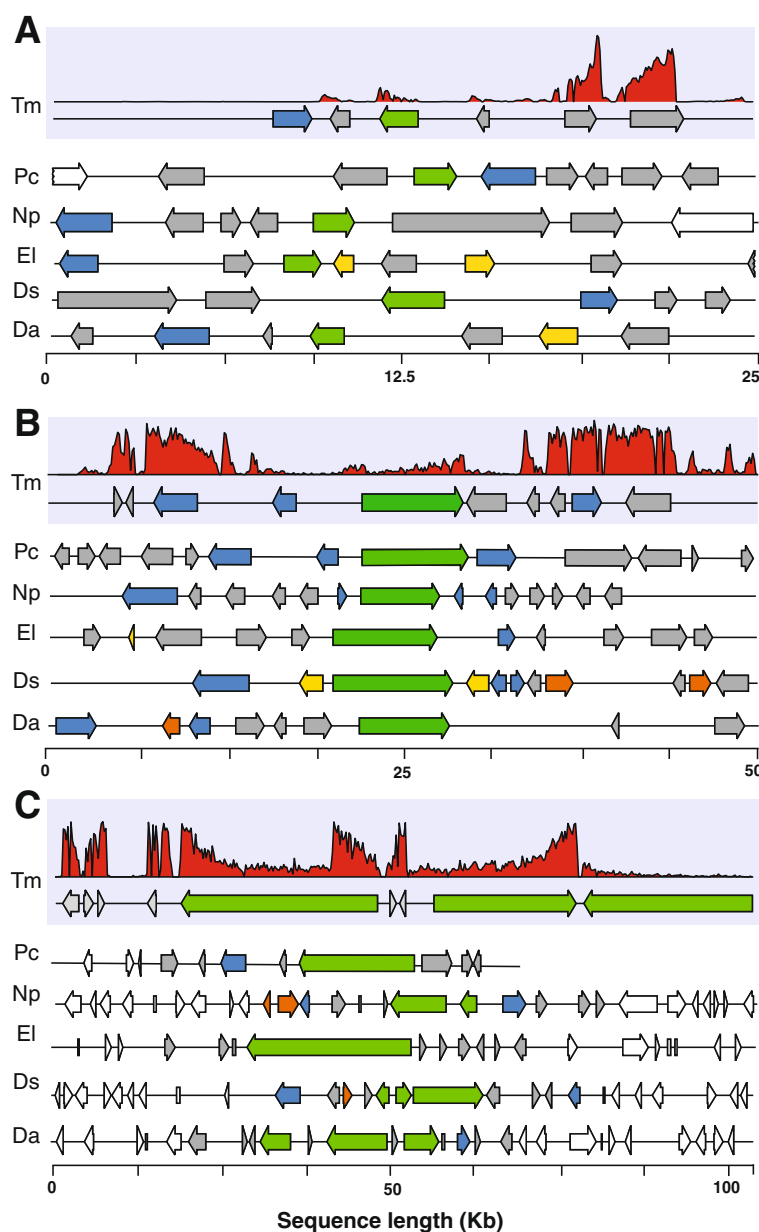 A
Tm
Pc
Np
El
Ds
Da
0 12.5 25
B
Tm
Pc
Np
El
Ds
Da
0 25 50
C
Tm
Pc
Np
El
Ds
Da
0 50 100
Sequence length (Kb)